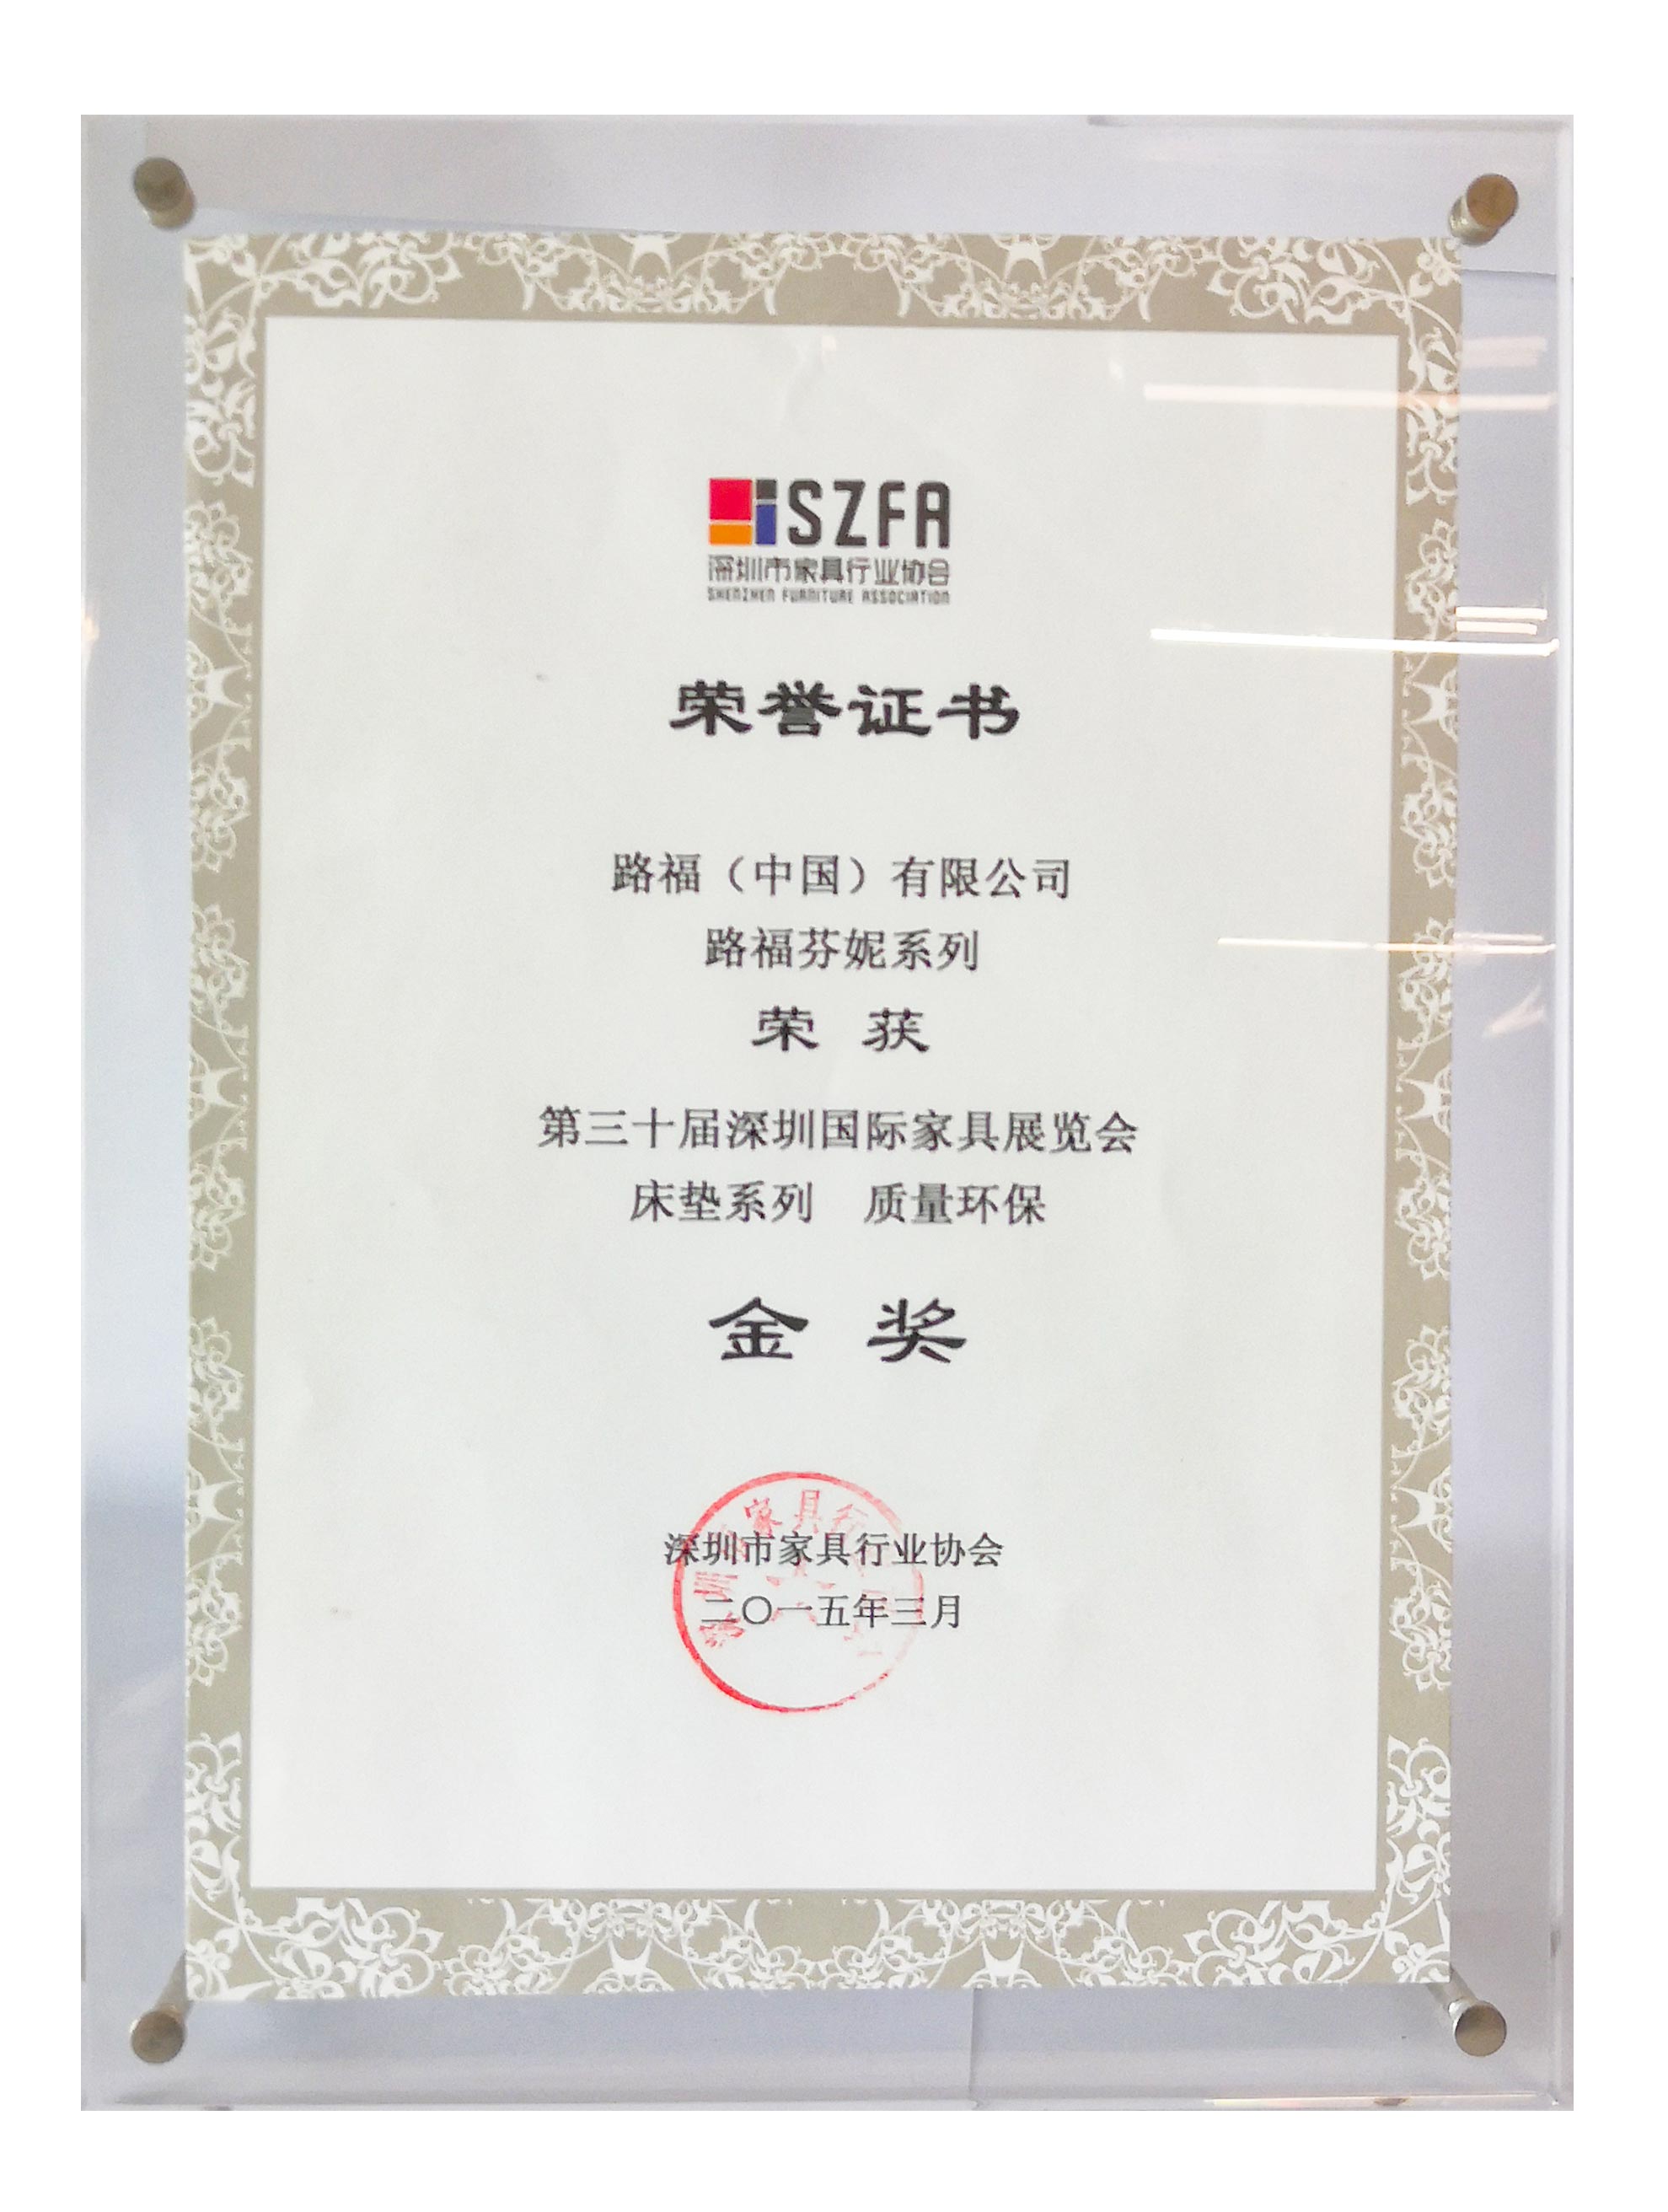 SZFA
深圳市家具行业协会
SHENZHEN FURNITURE ASSOCIATION
荣誉证书
路福（中国）有限公司
路福芬妮系列
荣 获
第三十届深圳国际家具展览会
床垫系列 质量环保
金 奖
深圳市家具行业协会
二〇一五年三月